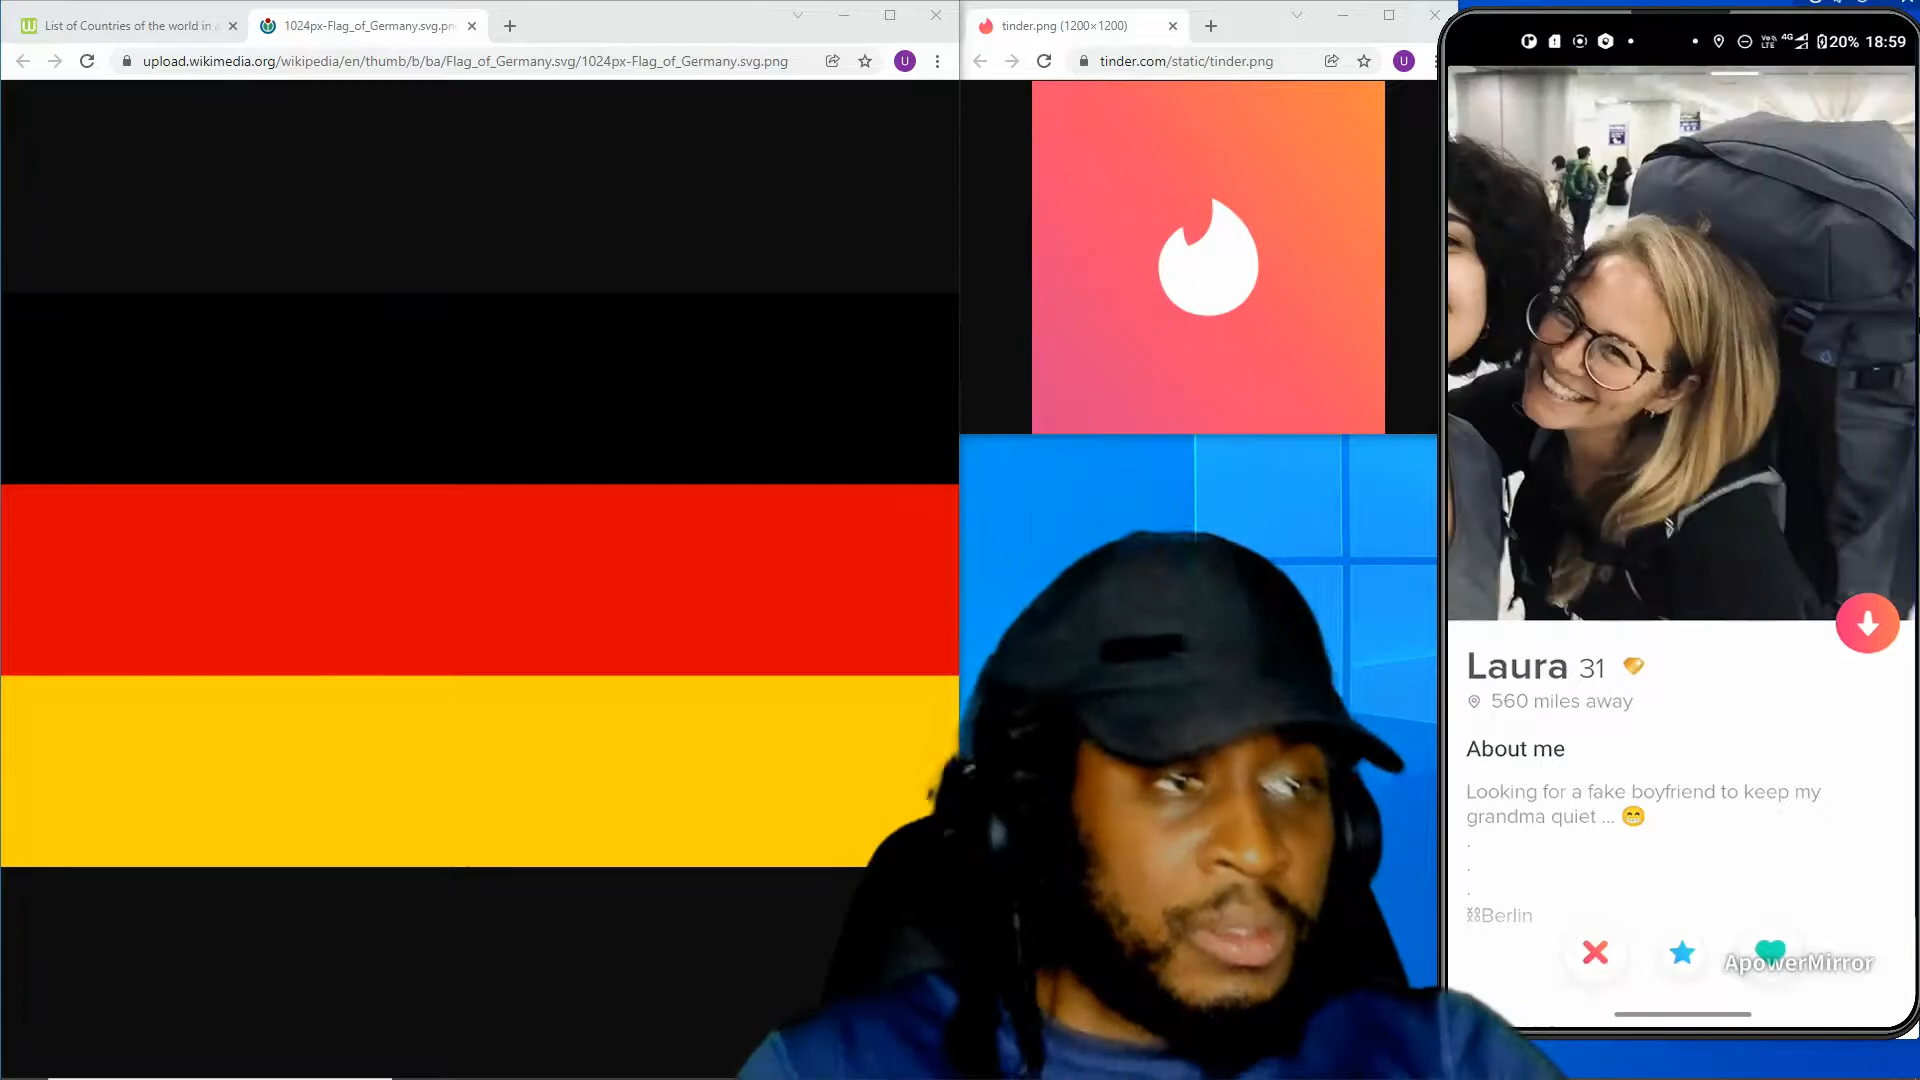 List of Countries of the world in a
1024px-Flag_of_Germany.svg.pn
upload.wikimedia.org/wikipedia/en/thumb/b/ba/Flag_of_Germany.svg/1024px-Flag_of_Germany.svg.png
U
tinder.png (1200×1200)
tinder.com/static/tinder.png
U
4G
20% 18:59
Laura 31
560 miles away
About me
Looking for a fake boyfriend to keep my
grandma quiet ... 😁
.
.
.
Berlin
ApowerMirror